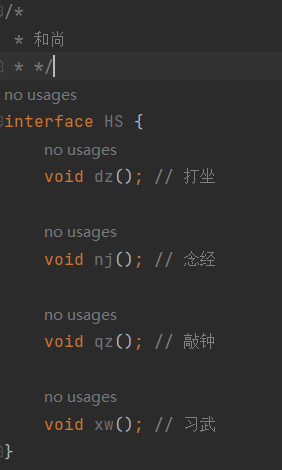 /*
* 和尚
* */
no usages
interface HS {
no usages
void dz(); // 打坐
no usages
void nj(); // 念经
no usages
void qz(); // 敲钟
no usages
void xw(); // 习武
}